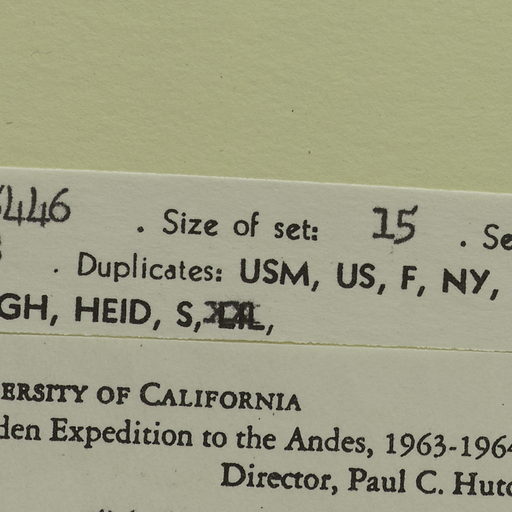 446 . Size of set: 15 . Se
. Duplicates: USM, US, F, NY,
GH, HEID, S,
ERSITY OF CALIFORNIA
den Expedition to the Andes, 1963-1964
Director, Paul C. Hutc